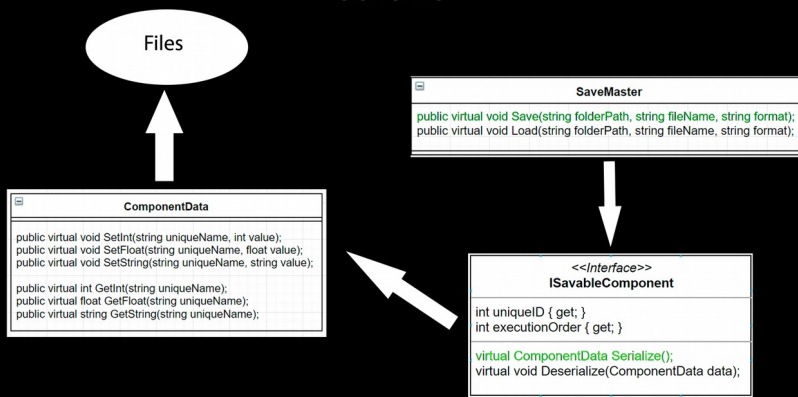 Files
SaveMaster
public virtual void Save(string folderPath, string fileName, string format);
public virtual void Load(string folderPath, string fileName, string format);
ComponentData
public virtual void SetInt(string uniqueName, int value);
public virtual void SetFloat(string uniqueName, float value);
public virtual void SetString(string uniqueName, string value);
public virtual int GetInt(string uniqueName);
public virtual float GetFloat(string uniqueName);
public virtual string GetString(string uniqueName);
<<Interface>>
ISavableComponent
int uniqueID { get; }
int executionOrder { get; }
virtual ComponentData Serialize();
virtual void Deserialize(ComponentData data);